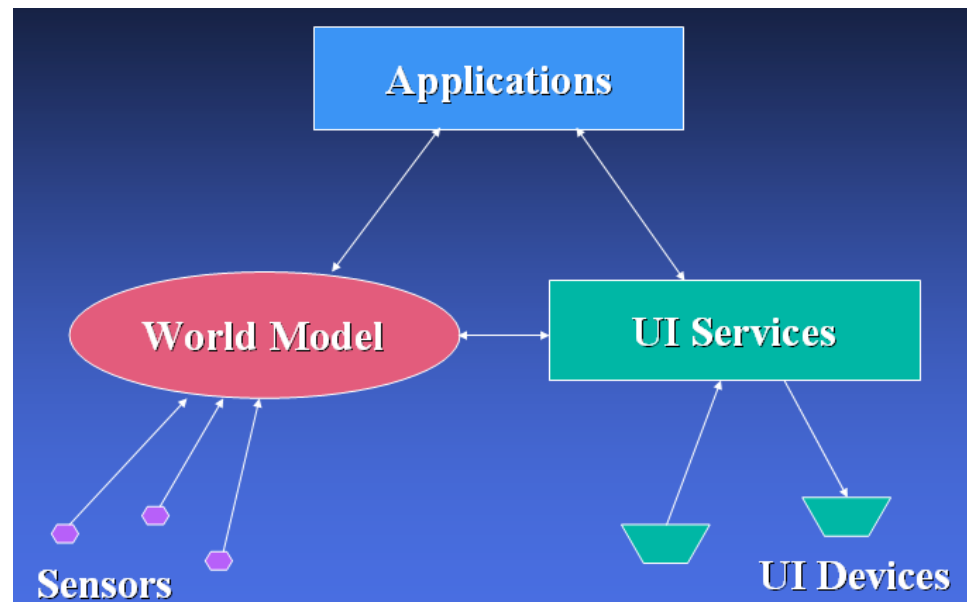 Applications
World Model
UI Services
Sensors
UI Devices